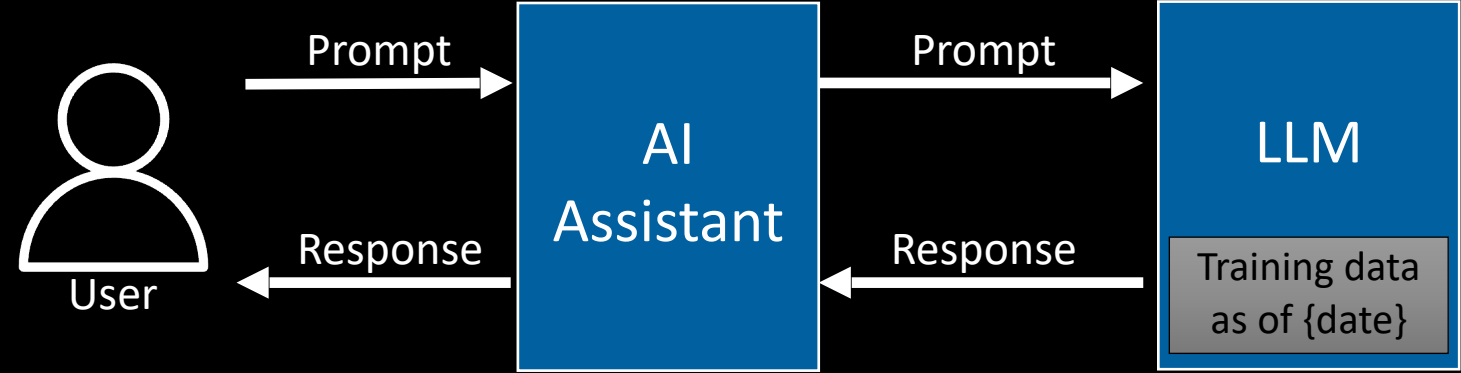 Prompt
Prompt
AI
Assistant
LLM
Response
Response
User
Training data
as of {date}